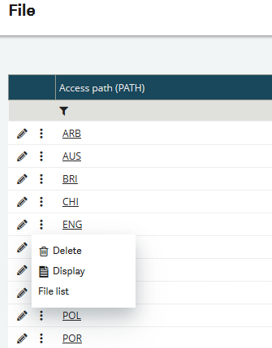 File
Access path (PATH)
ARB
AUS
BRI
CHI
ENG
Delete
Display
File list
POL
POR